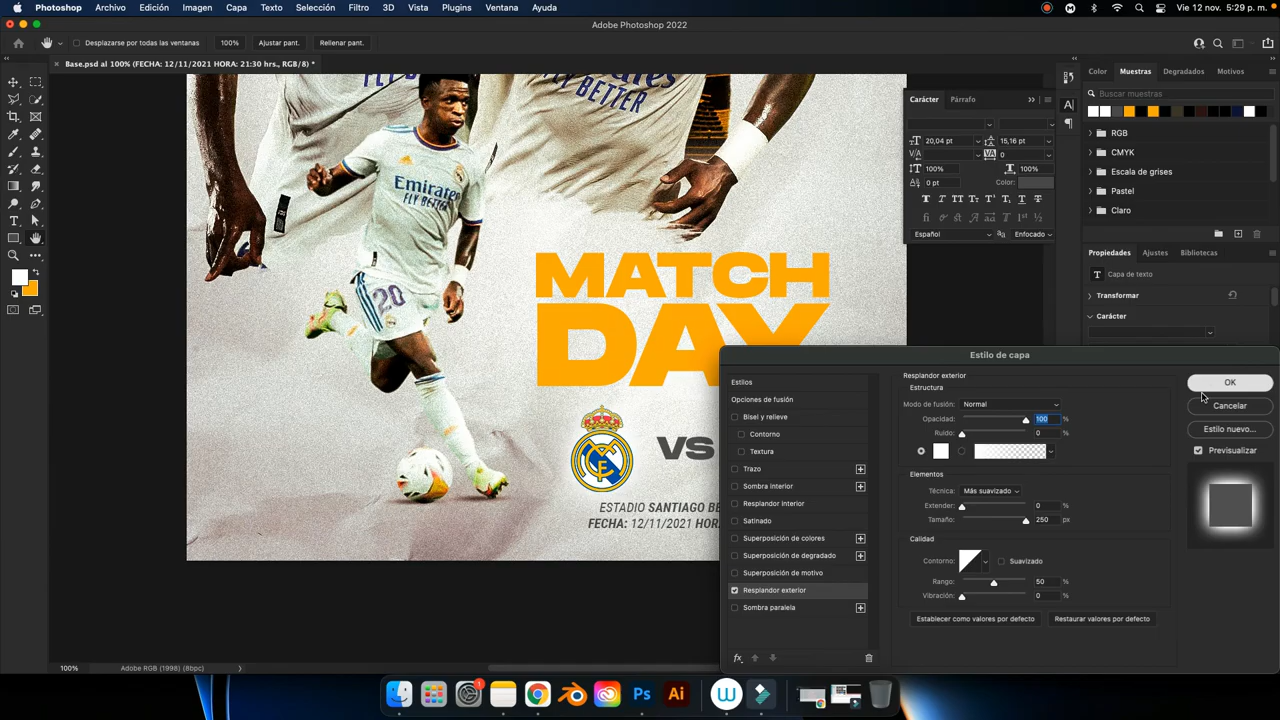 Photoshop Archivo Edición Imagen Capa Texto Selección Filtro 3D Vista Plugins Ventana Ayuda Vie 12 nov. 5:29 p. m.
Adobe Photoshop 2022
Desplazarse por todas las ventanas 100% Ajustar pant. Rellenar pant.
Base.psd al 100% (FECHA: 12/11/2021 HORA: 21:30 hrs., RGB/8) *
Color Muestras Degradados Motivos
Buscar muestras
Carácter Párrafo
20,04 pt 15,16 pt
0
100% 100%
0 pt Color:
Español Enfocado
RGB
CMYK
Escala de grises
Pastel
Claro
Propiedades Ajustes Bibliotecas
Capa de texto
Transformar
Carácter
FLY BETTER
Emirates
FLY BETTER
20
MATCH
DAY
VS
ESTADIO SANTIAGO BE
FECHA: 12/11/2021 HOR
Estilo de capa
Estilos
Opciones de fusión
Bisel y relieve
Contorno
Textura
Trazo
Sombra interior
Resplandor interior
Satinado
Superposición de colores
Superposición de degradado
Superposición de motivo
Resplandor exterior
Sombra paralela
fx
Resplandor exterior
Estructura
Modo de fusión: Normal
Opacidad: 100 %
Ruido: 0 %
Elementos
Técnica: Más suavizado
Extender: 0 %
Tamaño: 250 px
Calidad
Contorno: Suavizado
Rango: 50 %
Vibración: 0 %
Establecer como valores por defecto Restaurar valores por defecto
OK
Cancelar
Estilo nuevo...
Previsualizar
100% Adobe RGB (1998) (8bpc)
1
Ps Ai